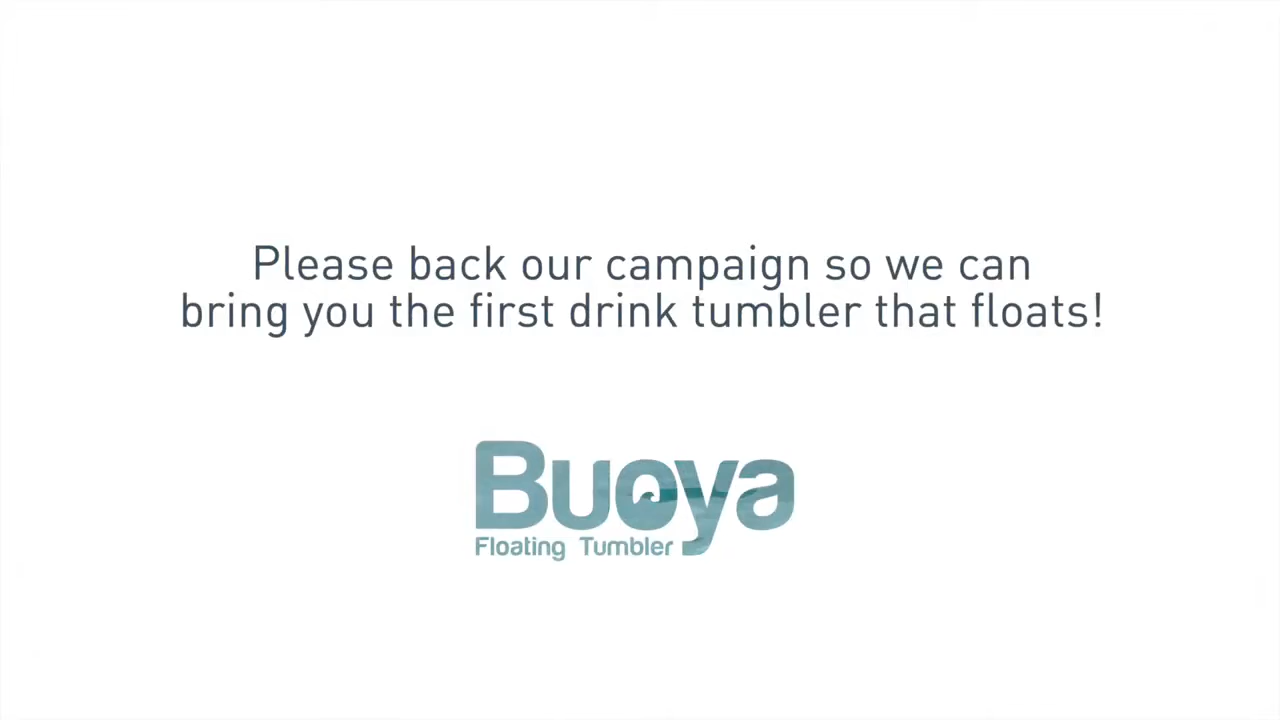 Please back our campaign so we can
bring you the first drink tumbler that floats!
Buoya
Floating Tumbler